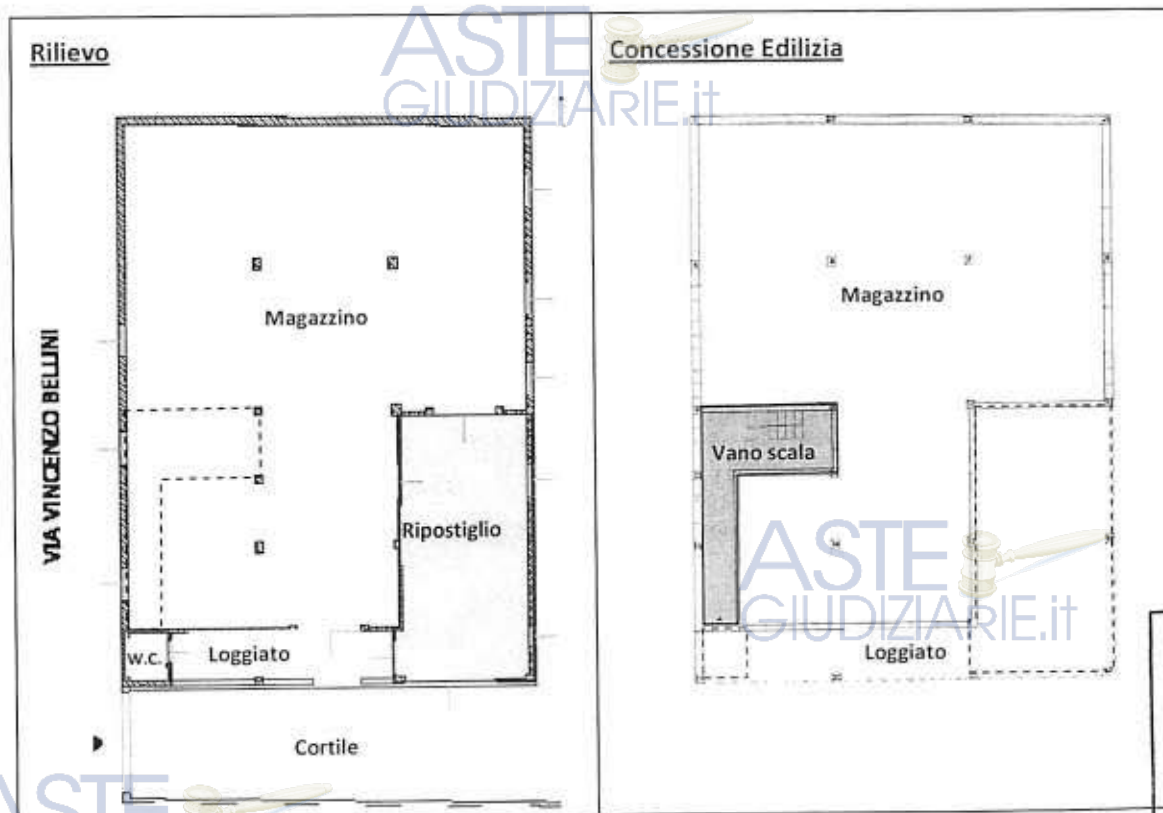 Rilievo
ASTE
GIUDIZIARIE.it
Magazzino
VIA VINCENZO BELLINI
Ripostiglio
w.c.
Loggiato
Cortile
ASTE
Concessione Edilizia
Magazzino
Vano scala
ASTE
GIUDIZIARIE.it
Loggiato